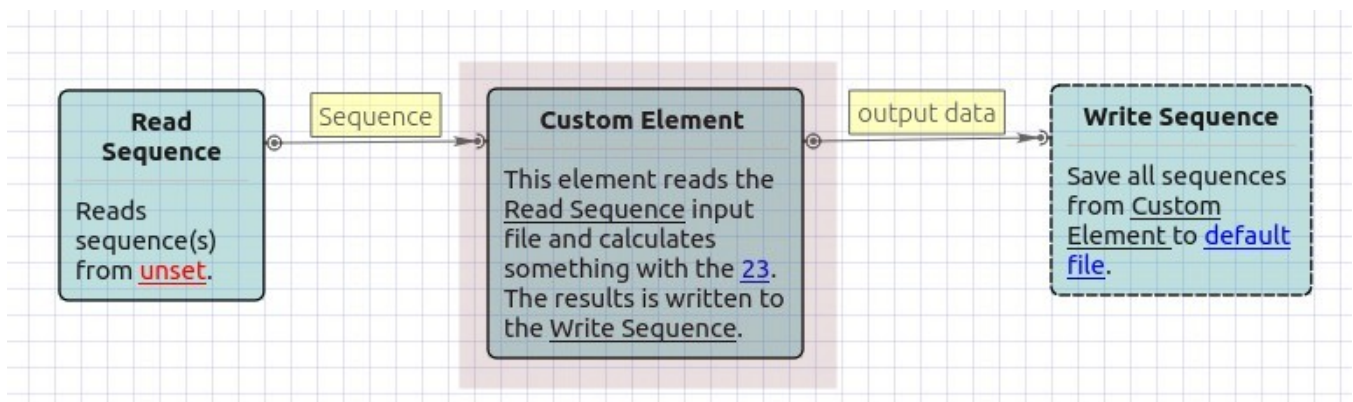 Read
Sequence
Reads
sequence(s)
from unset.
Sequence
Custom Element
This element reads the
Read Sequence input
file and calculates
something with the 23.
The results is written to
the Write Sequence.
output data
Write Sequence
Save all sequences
from Custom
Element to default
file.